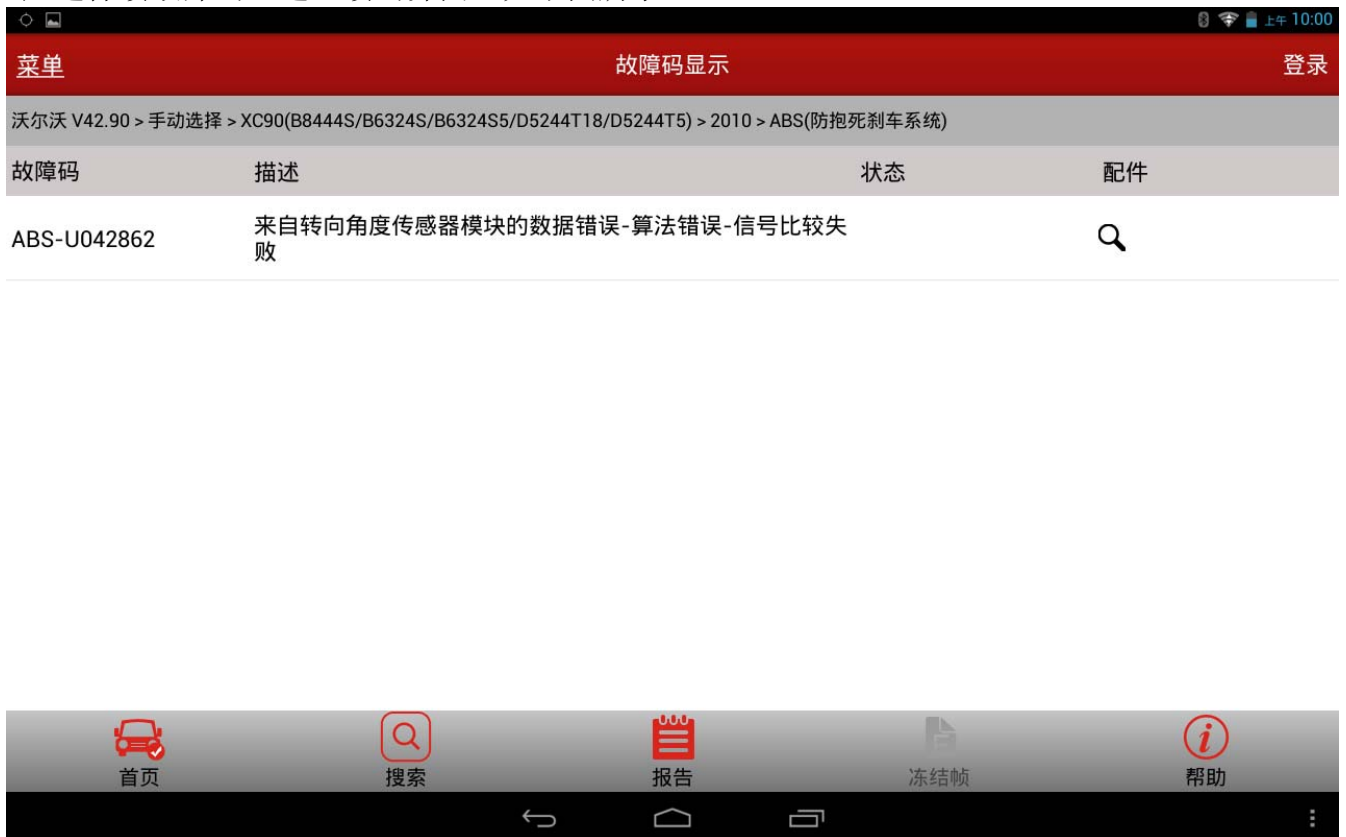 上午 10:00
菜单
故障码显示
登录
沃尔沃 V42.90 > 手动选择 > XC90(B8444S/B6324S/B6324S5/D5244T18/D5244T5) > 2010 > ABS(防抱死刹车系统)
故障码
描述
状态
配件
ABS-U042862
来自转向角度传感器模块的数据错误-算法错误-信号比较失
败
首页
搜索
报告
冻结帧
帮助